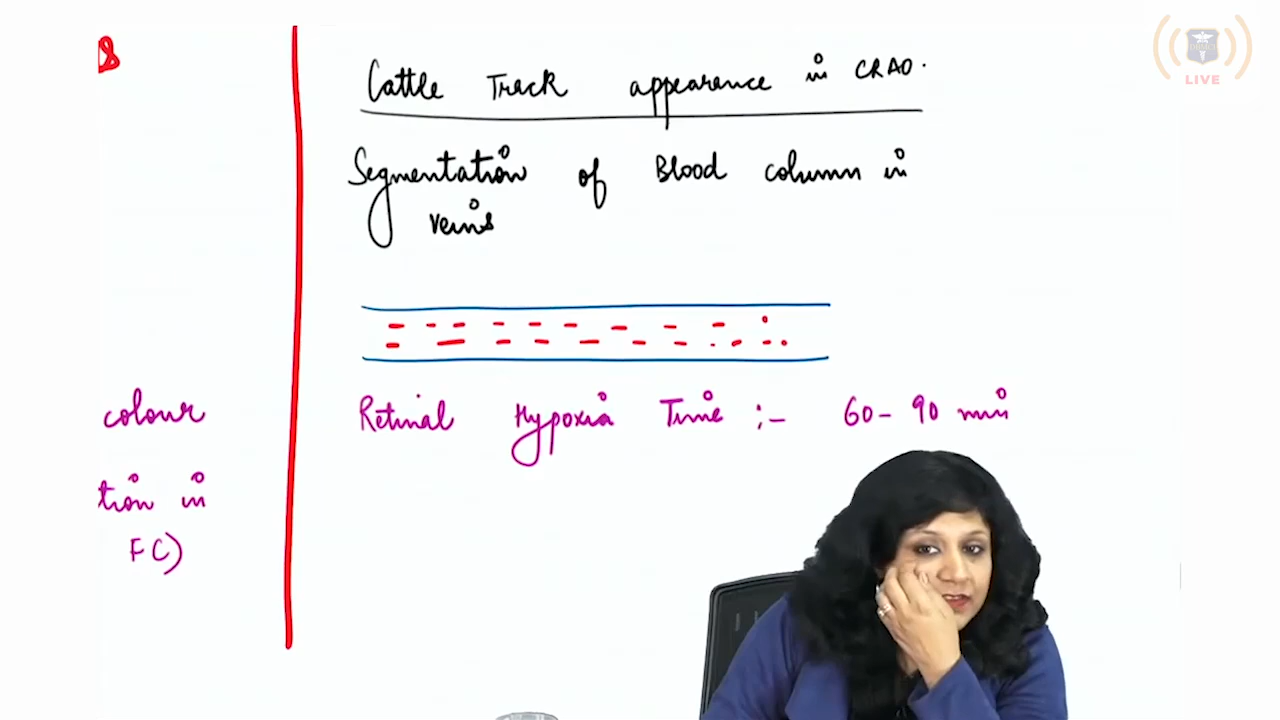 Cattle Track appearance in CRAO.
Segmentation of Blood column in
veins
colour
Retinal Hypoxia Time :- 60-90 min
tion in
FC)
LIVE